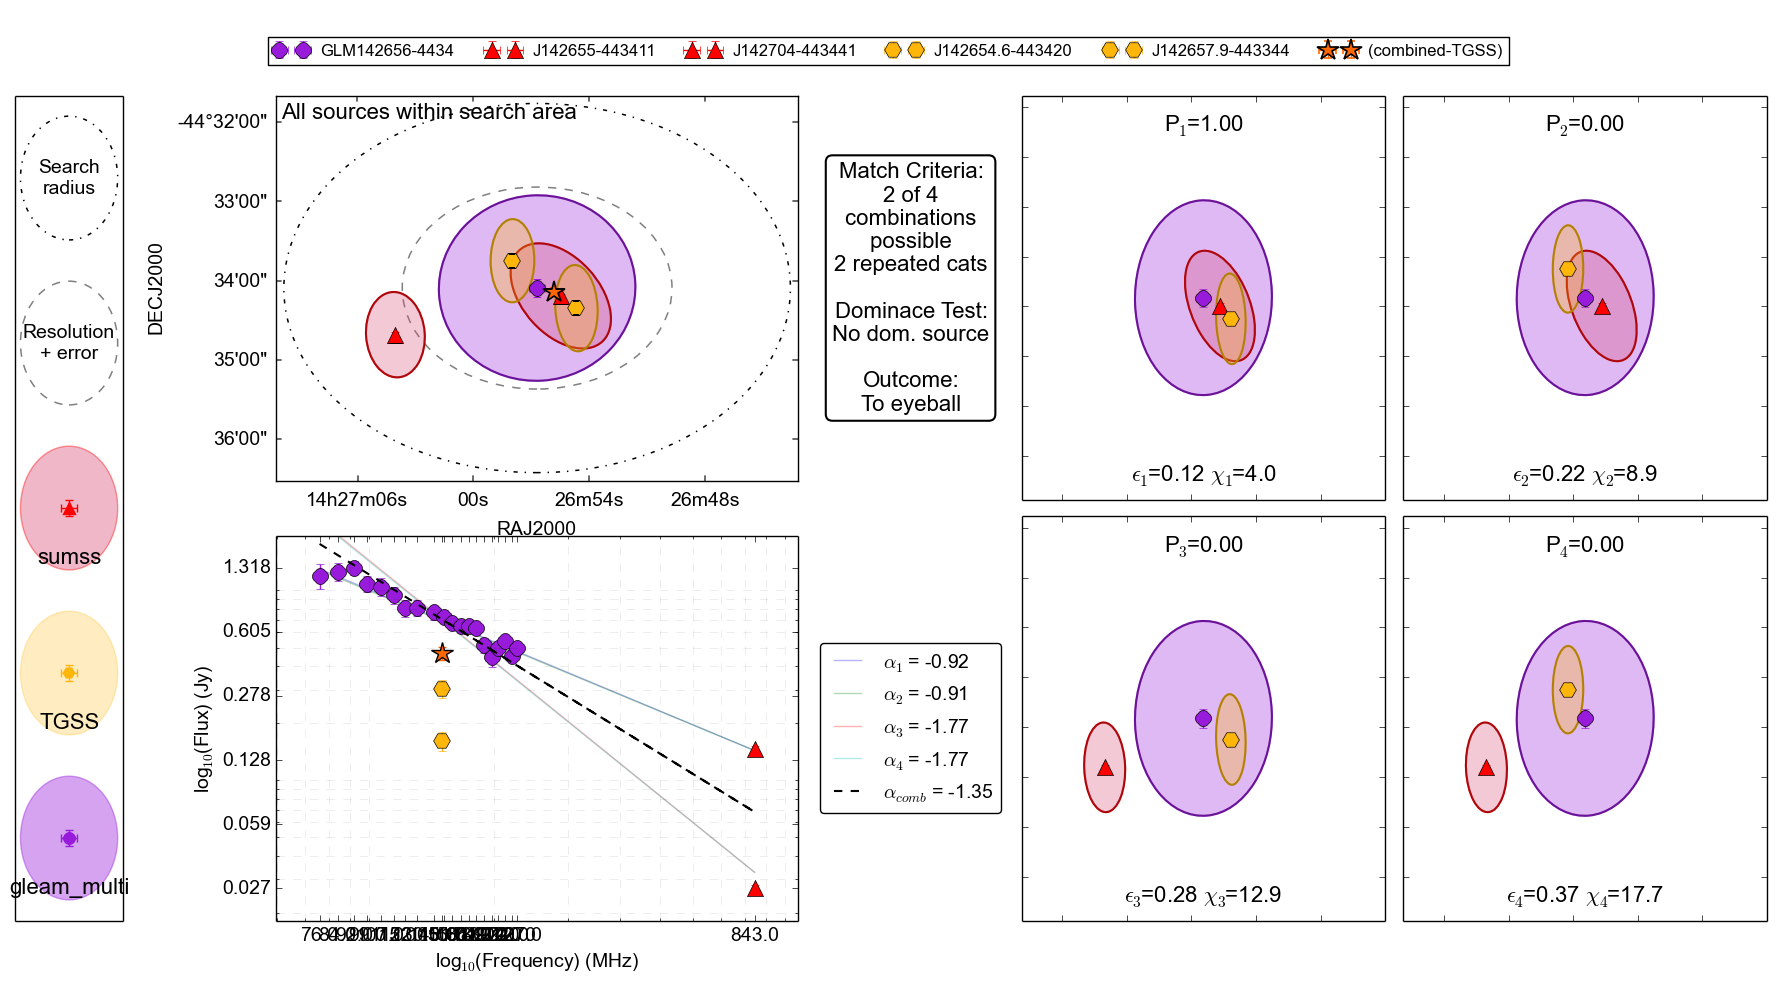 GLM142656-4434 J142655-443411 J142704-443441 J142654.6-443420 J142657.9-443344 (combined-TGSS)
Search
radius
Resolution
+ error
sumss
TGSS
gleam_multi
All sources within search area
DECJ2000
-44°32'00"
33'00"
34'00"
35'00"
36'00"
14h27m06s 00s 26m54s 26m48s
RAJ2000
Match Criteria:
2 of 4
combinations
possible
2 repeated cats
Dominace Test:
No dom. source
Outcome:
To eyeball
P1=1.00
ϵ1=0.12 χ1=4.0
P2=0.00
ϵ2=0.22 χ2=8.9
log10(Flux) (Jy)
1.318
0.605
0.278
0.128
0.059
0.027
843.0
log10(Frequency) (MHz)
α1 = -0.92
α2 = -0.91
α3 = -1.77
α4 = -1.77
αcomb = -1.35
P3=0.00
ϵ3=0.28 χ3=12.9
P4=0.00
ϵ4=0.37 χ4=17.7